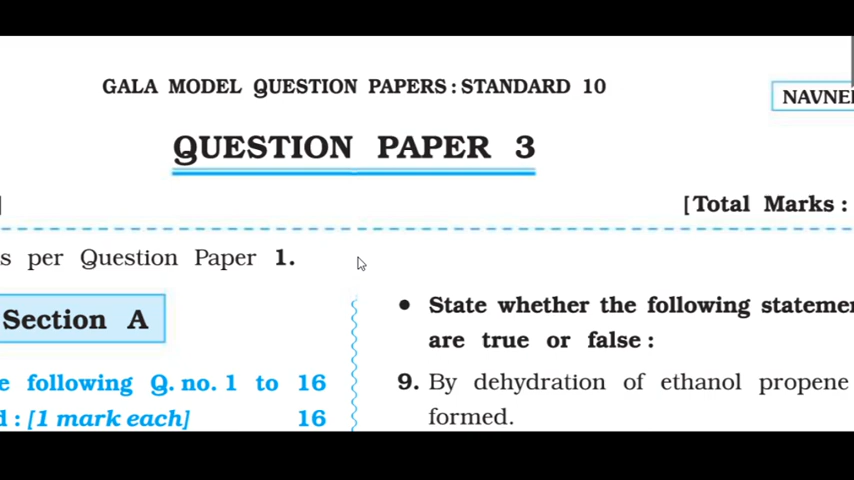 GALA MODEL QUESTION PAPERS : STANDARD 10
NAVNE
QUESTION PAPER 3
]
[Total Marks :
s per Question Paper 1.
Section A
e following Q. no. 1 to 16
d : [1 mark each] 16
• State whether the following statemen
are true or false :
9. By dehydration of ethanol propene
formed.